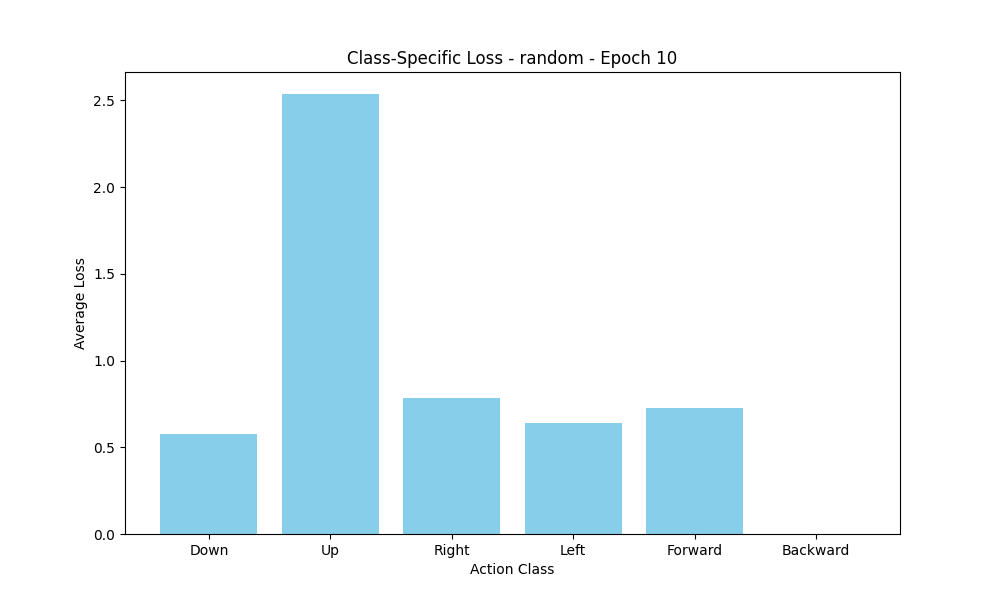 Class-Specific Loss - random - Epoch 10
2.5
2.0
1.5
1.0
0.5
0.0
Average Loss
Down Up Right Left Forward Backward
Action Class